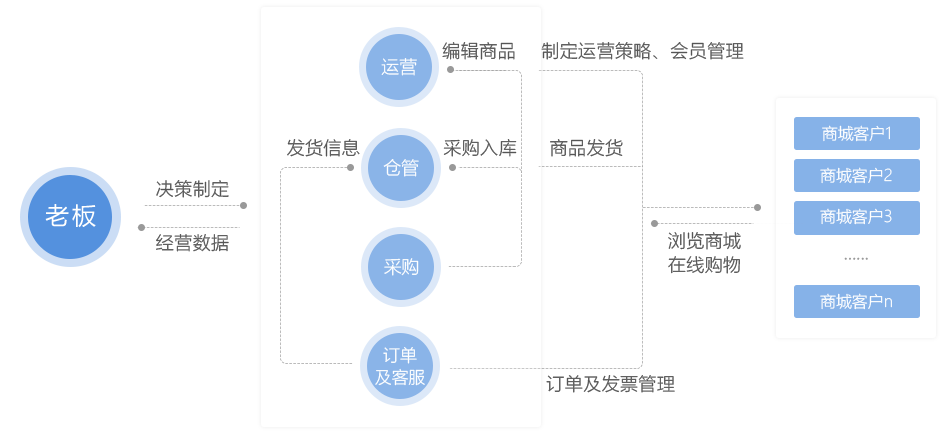 老板
决策制定
经营数据
发货信息
运营
仓管
采购
订单
及客服
编辑商品
采购入库
制定运营策略、会员管理
商品发货
订单及发票管理
浏览商城
在线购物
商城客户1
商城客户2
商城客户3
......
商城客户n